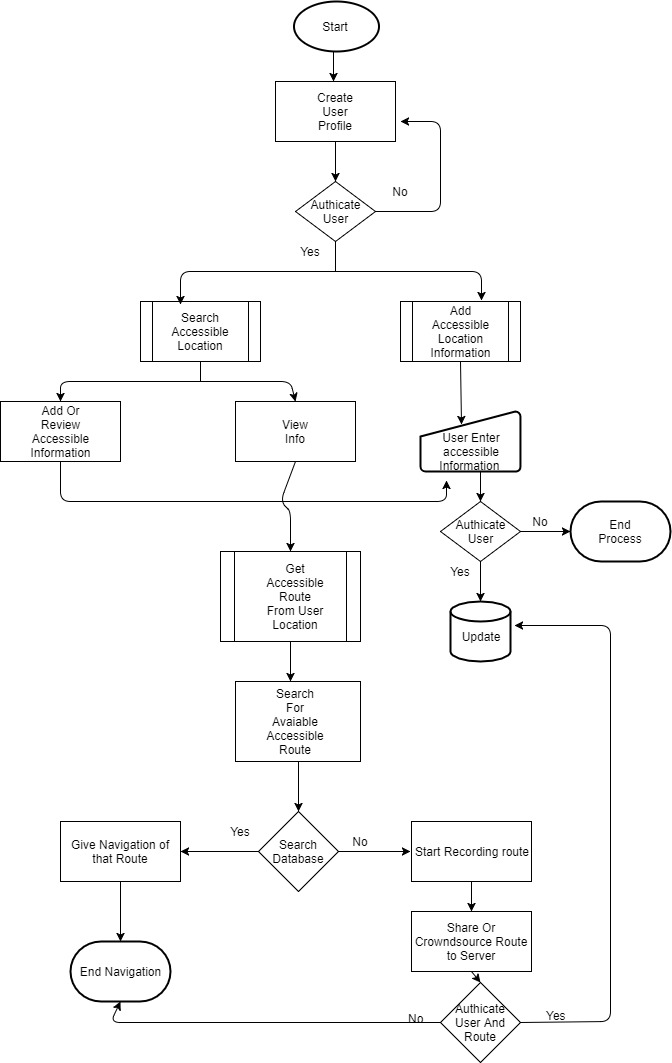 Start
Create
User
Profile
No
Authicate
User
Yes
Search
Accessible
Location
Add
Accessible
Location
Information
Add Or
Review
Accessible
Information
View
Info
User Enter
accessible
Information
Authicate
User
No
End
Process
Yes
Get
Accessible
Route
From User
Location
Update
Search
For
Avaiable
Accessible
Route
Yes
Search
Database
No
Give Navigation of
that Route
Start Recording route
Share Or
Crowndsource Route
to Server
End Navigation
Authicate
User And
Route
No
Yes